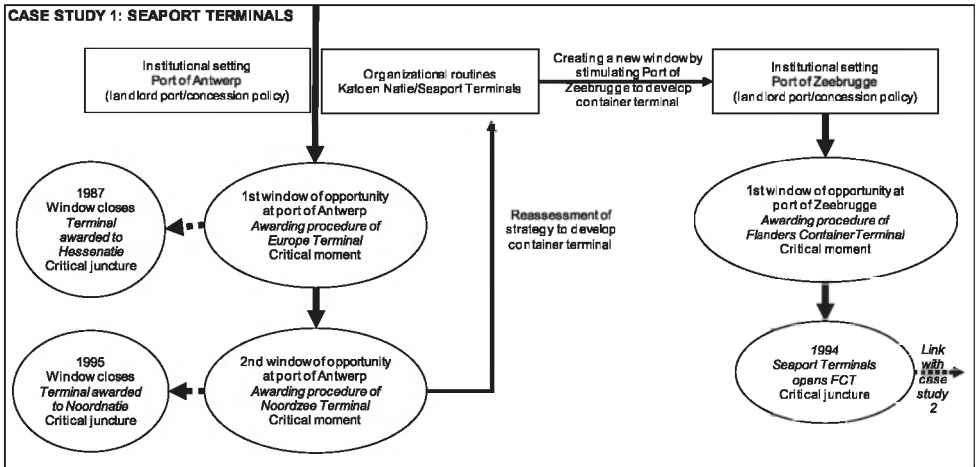 CASE STUDY 1: SEAPORT TERMINALS
Institutional setting
Port of Antwerp
(landlord port/concession policy)
Organizational routines
Katoen Natie/Seaport Terminals
Creating a new window by
stimulating Port of
Zeebrugge to develop
container terminal
Institutional setting
Port of Zeebrugge
(landlord port/concession policy)
1987
Window closes
Terminal
awarded to
Hessenatie
Critical juncture
1st window of opportunity
at port of Antwerp
Awarding procedure of
Europe Terminal
Critical moment
Reassessment of
strategy to develop
container terminal
1st window of opportunity at
port of Zeebrugge
Awarding procedure of
Flanders Container Terminal
Critical moment
1995
Window closes
Terminal awarded
to Noordnatie
Critical juncture
2nd window of opportunity
at port of Antwerp
Awarding procedure of
Noordzee Terminal
Critical moment
1994
Seaport Terminals
opens FCT
Critical juncture
Link
with
case
study
2